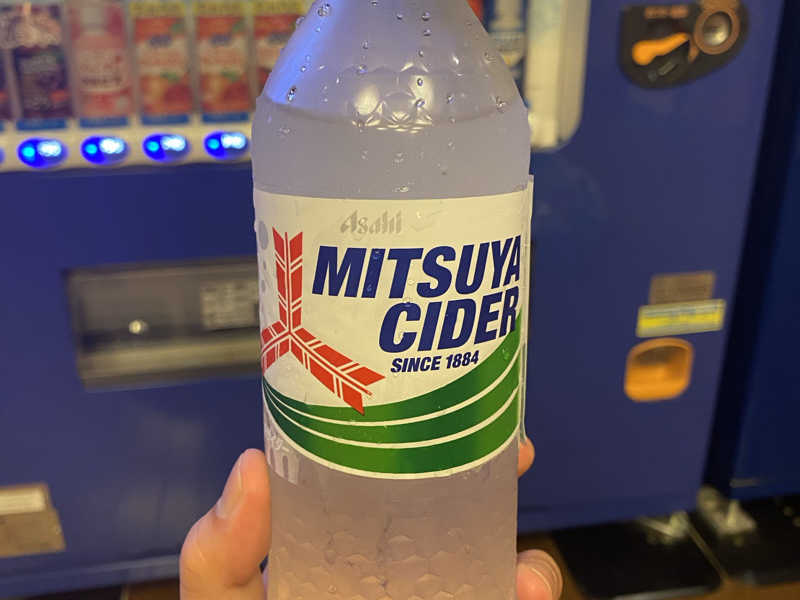 Asahi
MITSUYA
CIDER
SINCE 1884